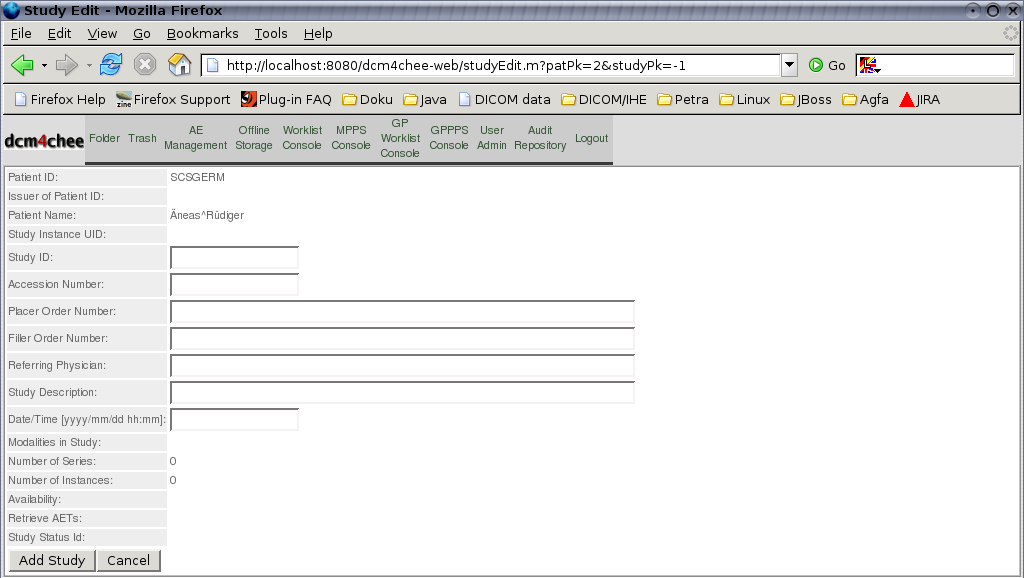 Study Edit - Mozilla Firefox
File Edit View Go Bookmarks Tools Help
http://localhost:8080/dcm4chee-web/studyEdit.m?patPk=2&studyPk=-1 Go
Firefox Help Firefox Support Plug-in FAQ Doku Java DICOM data DICOM/IHE Petra Linux JBoss Agfa JIRA
dcm4chee Folder Trash AE Management Offline Storage Worklist Console MPPS Console GP Worklist Console GPPPS Console User Admin Audit Repository Logout
Patient ID: SCSGERM
Issuer of Patient ID:
Patient Name: Äneas^Rüdiger
Study Instance UID:
Study ID:
Accession Number:
Placer Order Number:
Filler Order Number:
Referring Physician:
Study Description:
Date/Time [yyyy/mm/dd hh:mm]:
Modalities in Study:
Number of Series: 0
Number of Instances: 0
Availability:
Retrieve AETs:
Study Status Id:
Add Study Cancel